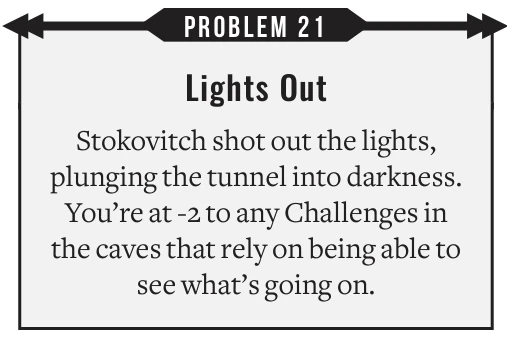 PROBLEM 21
Lights Out
Stokovitch shot out the lights,
plunging the tunnel into darkness.
You’re at -2 to any Challenges in
the caves that rely on being able to
see what’s going on.